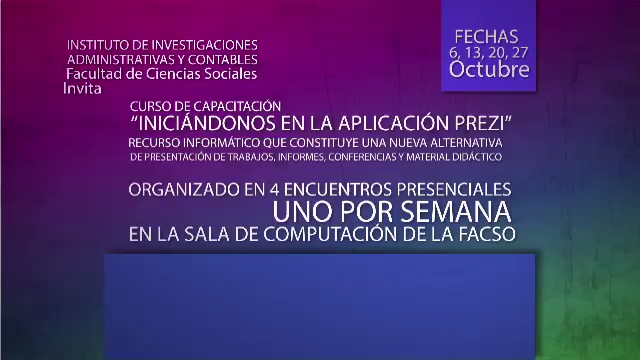 INSTITUTO DE INVESTIGACIONES
ADMINISTRATIVAS Y CONTABLES
Facultad de Ciencias Sociales
Invita
FECHAS
6, 13, 20, 27
Octubre
CURSO DE CAPACITACIÓN
“INICIÁNDONOS EN LA APLICACIÓN PREZI”
RECURSO INFORMÁTICO QUE CONSTITUYE UNA NUEVA ALTERNATIVA
DE PRESENTACIÓN DE TRABAJOS, INFORMES, CONFERENCIAS Y MATERIAL DIDÁCTICO
ORGANIZADO EN 4 ENCUENTROS PRESENCIALES
UNO POR SEMANA
EN LA SALA DE COMPUTACIÓN DE LA FACSO